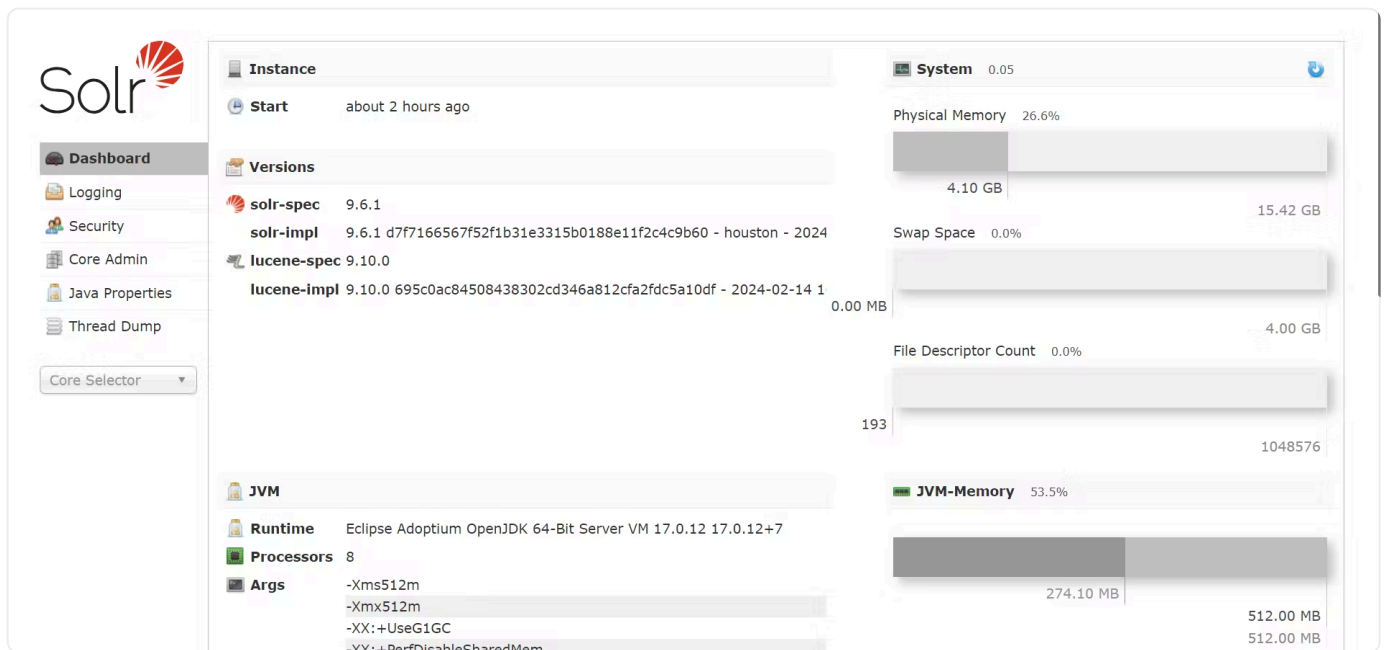 Solr
Dashboard
Logging
Security
Core Admin
Java Properties
Thread Dump
Core Selector
Instance
Start about 2 hours ago
Versions
solr-spec 9.6.1
solr-impl 9.6.1 d7f7166567f52f1b31e3315b0188e11f2c4c9b60 - houston - 2024
lucene-spec 9.10.0
lucene-impl 9.10.0 695c0ac84508438302cd346a812cfa2fdc5a10df - 2024-02-14 1
JVM
Runtime Eclipse Adoptium OpenJDK 64-Bit Server VM 17.0.12 17.0.12+7
Processors 8
Args -Xms512m
-Xmx512m
-XX:+UseG1GC
-XX:+PerfDisableSharedMem
System 0.05
Physical Memory 26.6%
4.10 GB
15.42 GB
Swap Space 0.0%
0.00 MB
4.00 GB
File Descriptor Count 0.0%
193
1048576
JVM-Memory 53.5%
274.10 MB
512.00 MB
512.00 MB